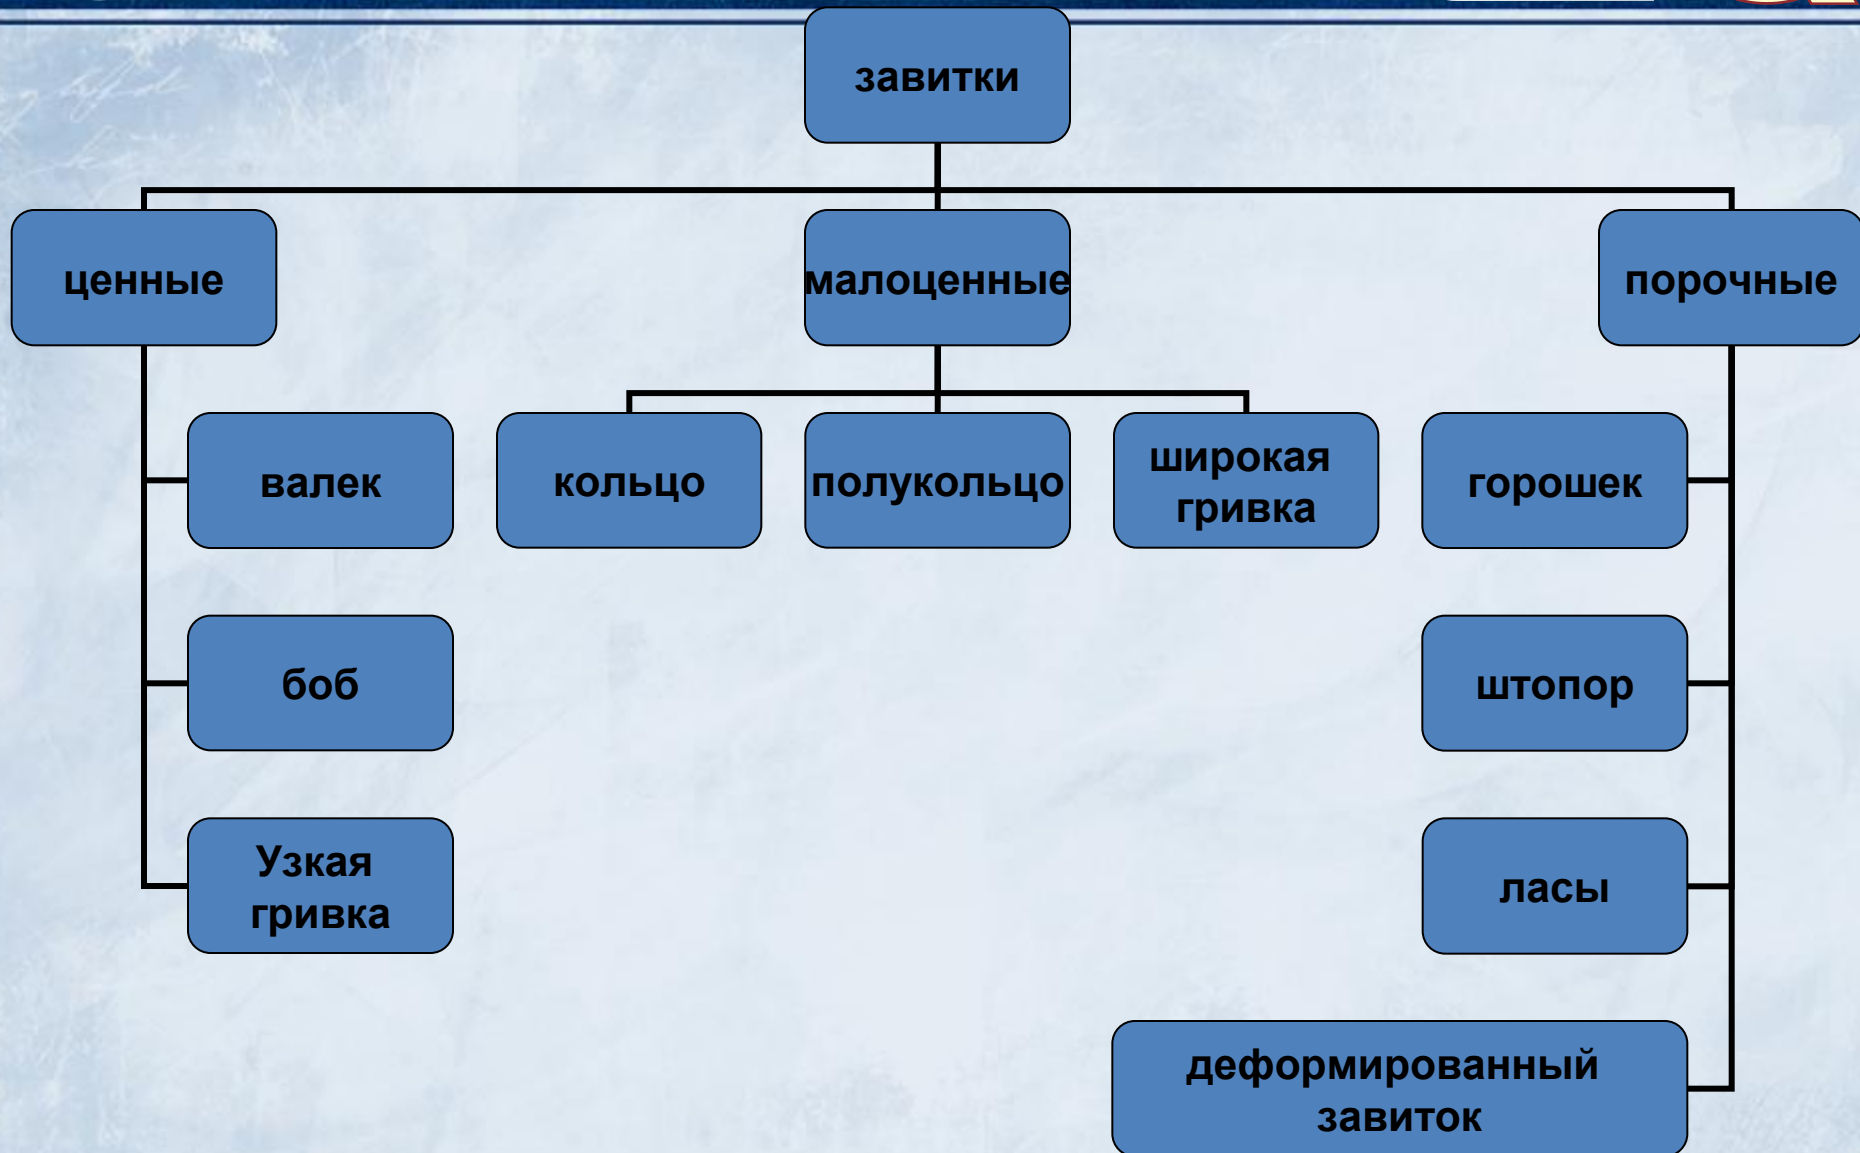 завитки
ценные
малоценные
порочные
валек
кольцо
полукольцо
широкая
гривка
горошек
боб
штопор
Узкая
гривка
ласы
деформированный
завиток